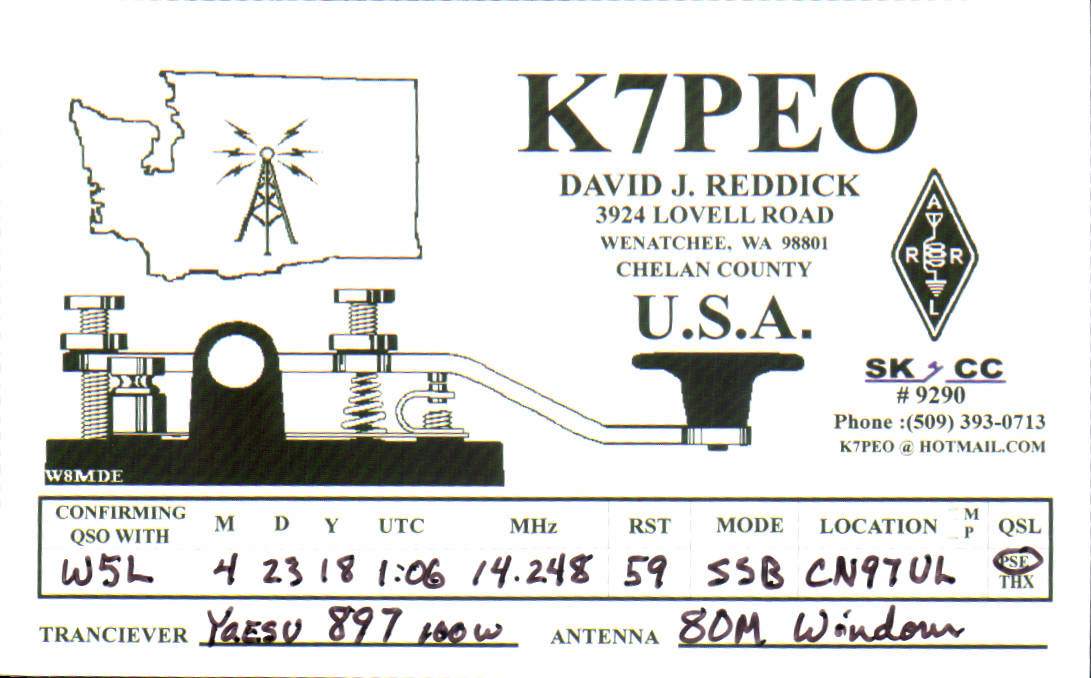 K7PEO
DAVID J. REDDICK
3924 LOVELL ROAD
WENATCHEE, WA 98801
CHELAN COUNTY
U.S.A.
A
R R
L
SK CC
# 9290
Phone :(509) 393-0713
K7PEO @ HOTMAIL.COM
W8MDE
CONFIRMING QSO WITH M D Y UTC MHz RST MODE LOCATION MP QSL
W5L 4 23 18 1:06 14.248 59 SSB CN97UL PSE
THX
TRANCIEVER Yaesu 897 100W ANTENNA 80M Windom